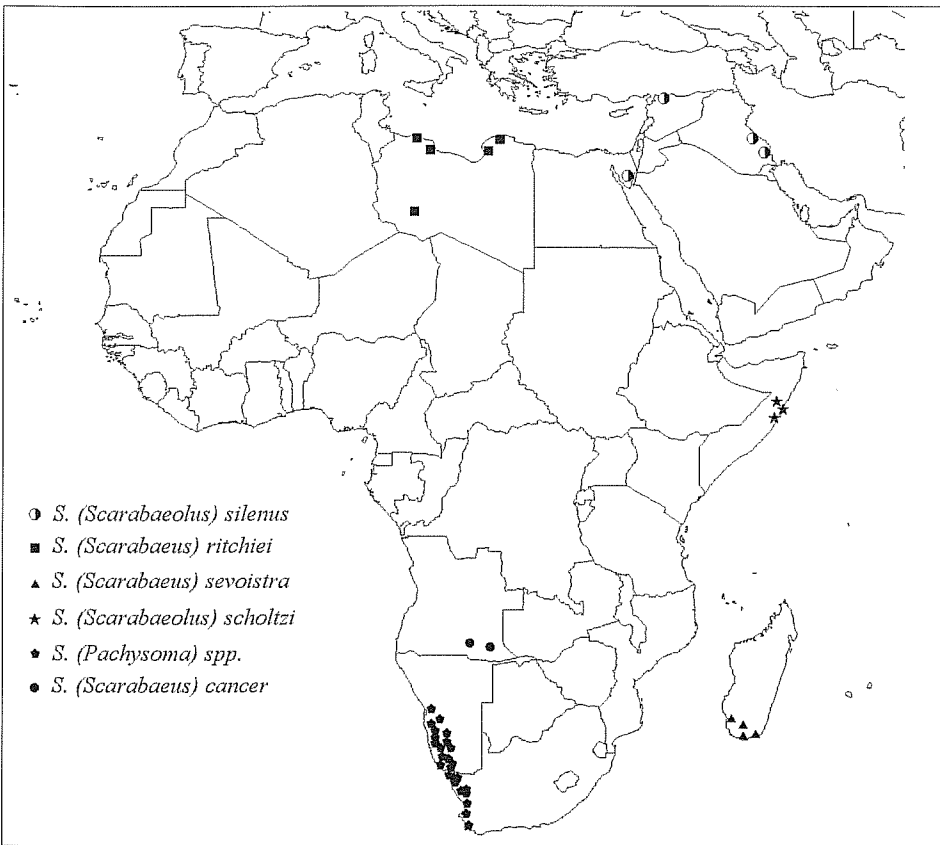 S. (Scarabaeolus) silenus
S. (Scarabaeus) ritchiei
S. (Scarabaeus) sevoistra
S. (Scarabaeolus) scholtzi
S. (Pachysoma) spp.
S. (Scarabaeus) cancer